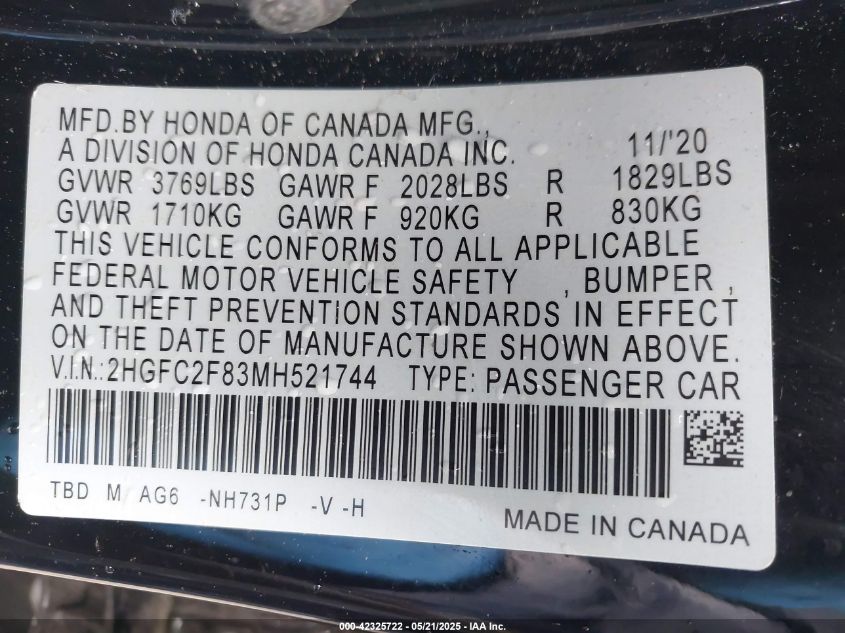 MFD.BY HONDA OF CANADA MFG.,
A DIVISION OF HONDA CANADA INC. 11/'20
GVWR 3769LBS GAWR F 2028LBS R 1829LBS
GVWR 1710KG GAWR F 920KG R 830KG
THIS VEHICLE CONFORMS TO ALL APPLICABLE
FEDERAL MOTOR VEHICLE SAFETY , BUMPER ,
AND THEFT PREVENTION STANDARDS IN EFFECT
ON THE DATE OF MANUFACTURE SHOWN ABOVE.
V.I.N.:2HGFC2F83MH521744 TYPE: PASSENGER CAR
TBD M AG6 -NH731P -V -H
MADE IN CANADA
000-42325722 - 05/21/2025 - IAA Inc.